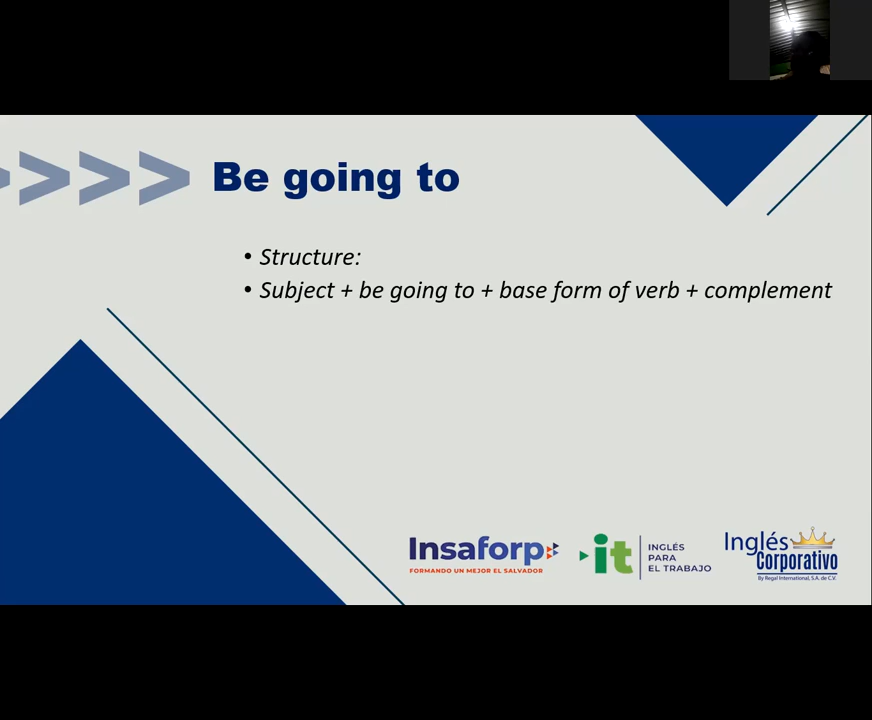 Be going to
• Structure:
• Subject + be going to + base form of verb + complement
Insaforp
FORMANDO UN MEJOR EL SALVADOR
it
INGLÉS
PARA
EL TRABAJO
Inglés
Corporativo
By Regal International, S.A. de C.V.